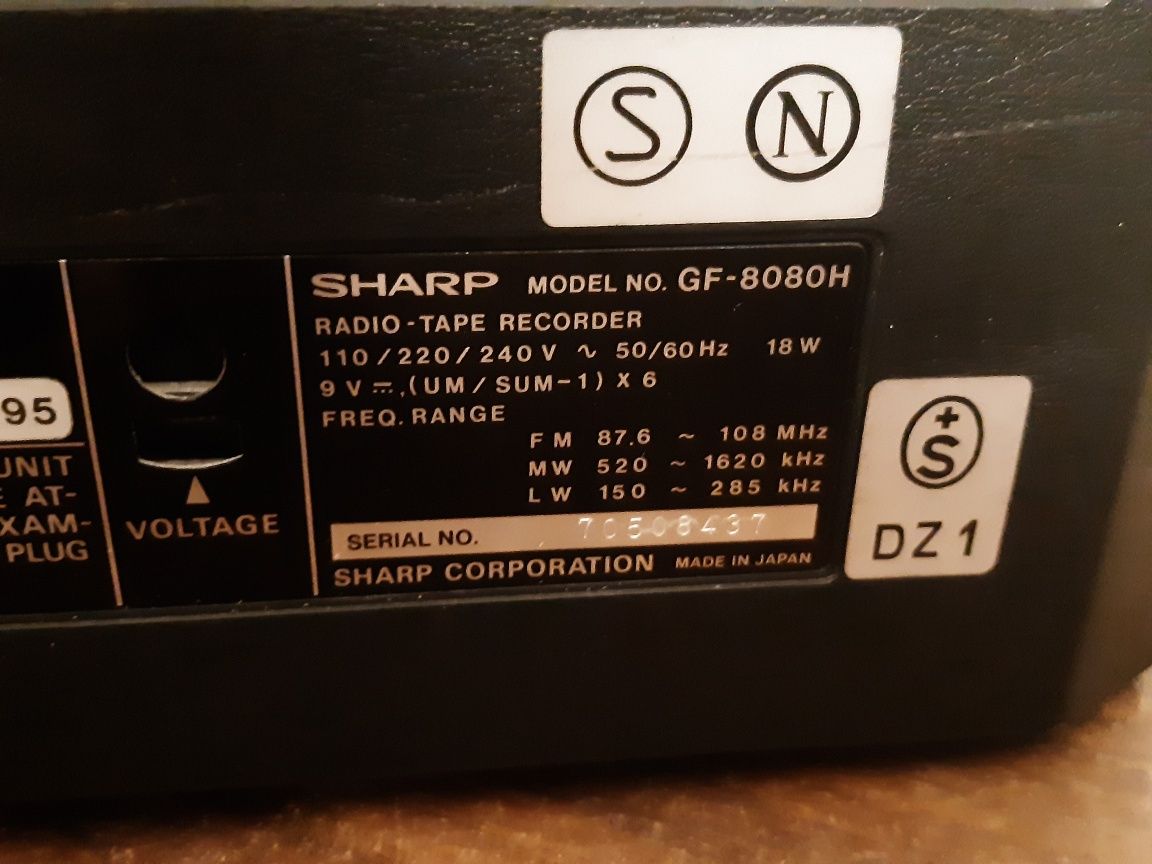 S N
SHARP MODEL NO. GF-8080H
RADIO-TAPE RECORDER
110/220/240 V ∿ 50/60 Hz 18 W
9 V ⎓, (UM/SUM-1) X 6
FREQ. RANGE
FM 87.6 ~ 108 MHz
MW 520 ~ 1620 kHz
LW 150 ~ 285 kHz
SERIAL NO. 70508437
SHARP CORPORATION MADE IN JAPAN
VOLTAGE
95
UNIT
AT-
XAM-
PLUG
+
S
DZ1